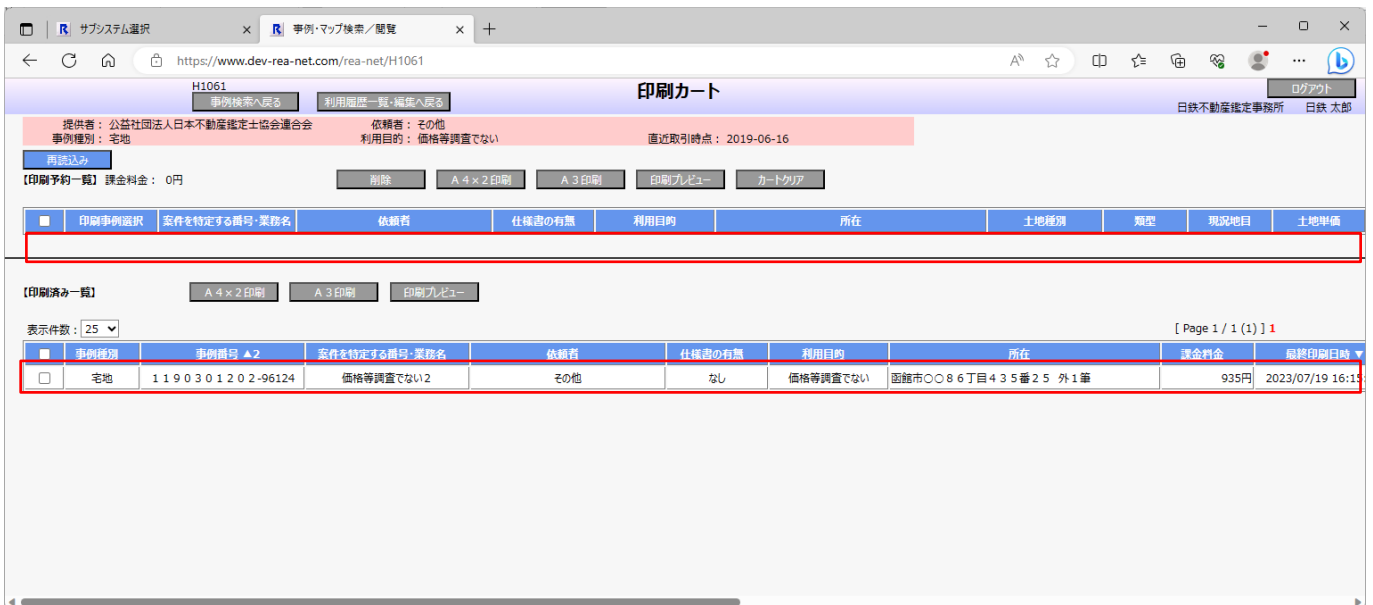 サブシステム選択
事例・マップ検索／閲覧
https://www.dev-rea-net.com/rea-net/H1061
H1061
印刷カート
ログアウト
事例検索へ戻る 利用履歴一覧・編集へ戻る
日鉄不動産鑑定事務所 日鉄 太郎
提供者： 公益社団法人日本不動産鑑定士協会連合会 依頼者： その他
事例種別： 宅地 利用目的： 価格等調査でない 直近取引時点： 2019-06-16
再読込み
【印刷予約一覧】 課金料金： 0円 削除 Ａ４×２印刷 Ａ３印刷 印刷プレビュー カートクリア
印刷事例選択 案件を特定する番号・業務名 依頼者 仕様書の有無 利用目的 所在 土地種別 類型 現況地目 土地単価
【印刷済み一覧】 Ａ４×２印刷 Ａ３印刷 印刷プレビュー
表示件数： 25 [ Page 1 / 1 (1) ] 1
事例種別 事例番号 ▲2 案件を特定する番号・業務名 依頼者 仕様書の有無 利用目的 所在 課金料金 最終印刷日時 ▼
宅地 １１９０３０１２０２-96124 価格等調査でない２ その他 なし 価格等調査でない 函館市○○８６丁目４３５番２５ 外１筆 935円 2023/07/19 16:15: